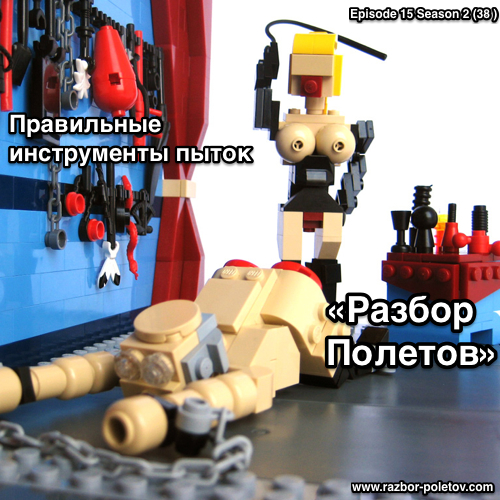 Episode 15 Season 2 (38)
Правильные
инструменты пыток
«Разбор
Полетов»
www.razbor-poletov.com